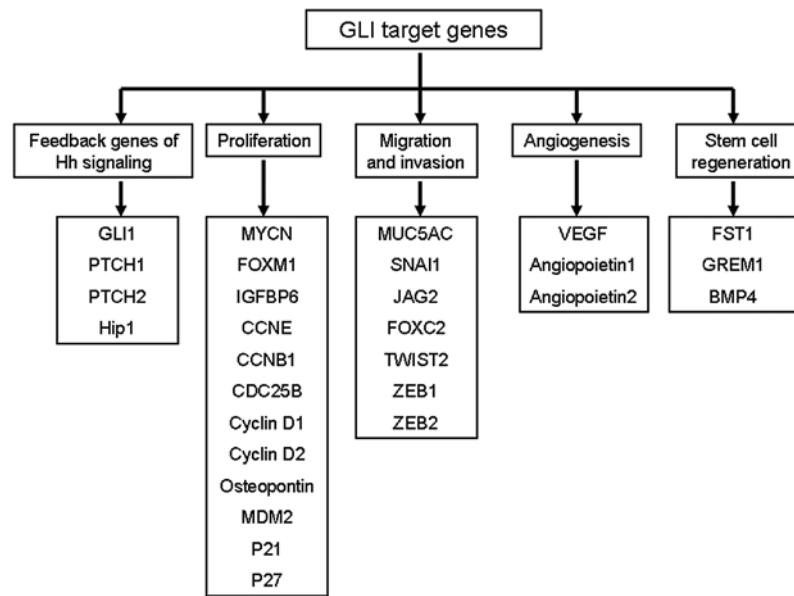 GLI target genes
Feedback genes of
Hh signaling
Proliferation
Migration
and invasion
Angiogenesis
Stem cell
regeneration
GLI1
PTCH1
PTCH2
Hip1
MYCN
FOXM1
IGFBP6
CCNE
CCNB1
CDC25B
Cyclin D1
Cyclin D2
Osteopontin
MDM2
P21
P27
MUC5AC
SNAI1
JAG2
FOXC2
TWIST2
ZEB1
ZEB2
VEGF
Angiopoietin1
Angiopoietin2
FST1
GREM1
BMP4